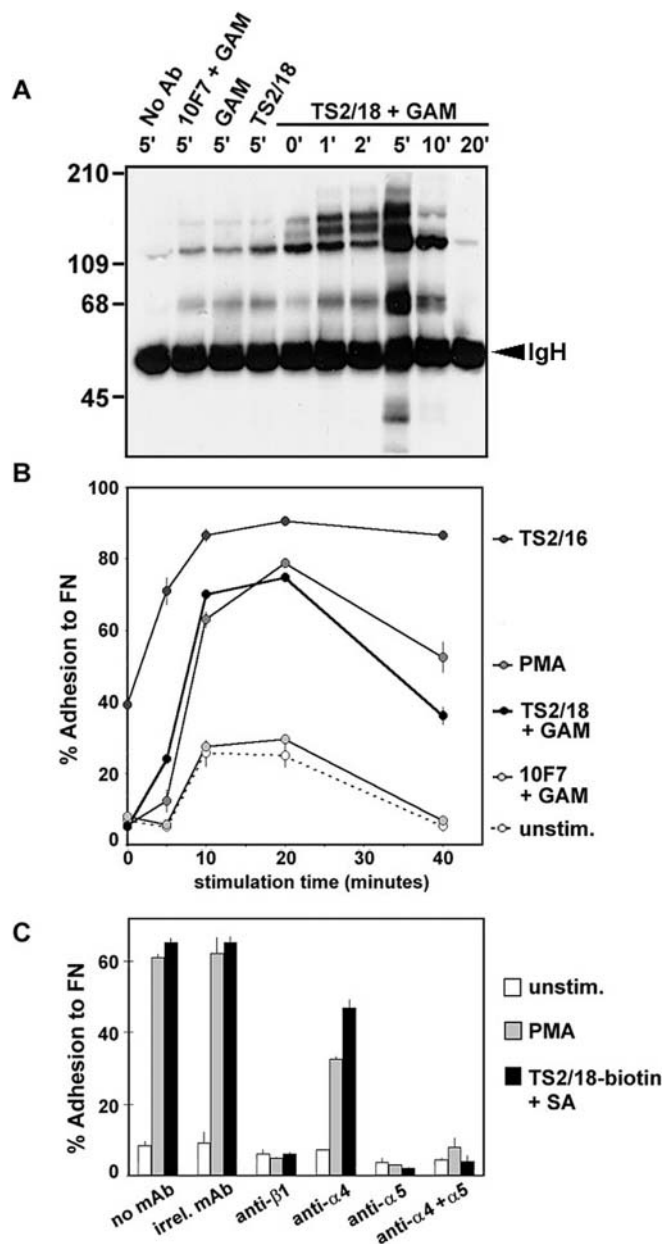 A
No Ab
10F7 + GAM
GAM
TS2/18
TS2/18 + GAM
5' 5' 5' 5' 0' 1' 2' 5' 10' 20'
210
109
68
45
IgH
B
% Adhesion to FN
100
80
60
40
20
0
0 10 20 30 40
stimulation time (minutes)
TS2/16
PMA
TS2/18
+ GAM
10F7
+ GAM
unstim.
C
% Adhesion to FN
60
40
20
0
no mAb
irrel. mAb
anti-β1
anti-α4
anti-α5
anti-α4 +α5
unstim.
PMA
TS2/18-biotin
+ SA